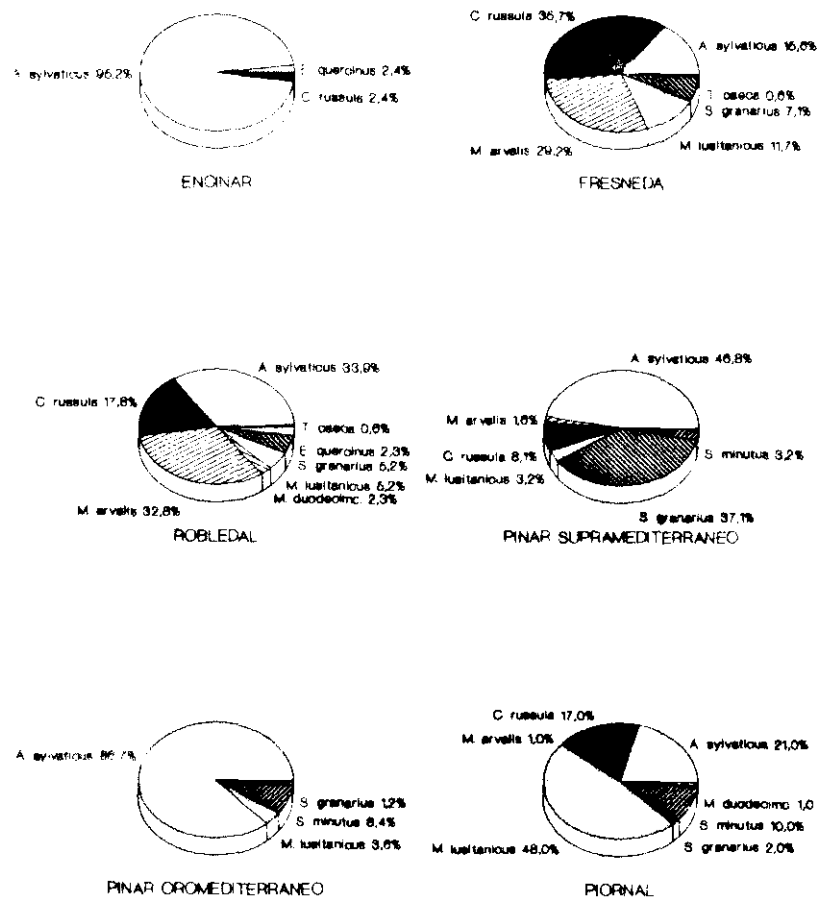 C russula 35,7%
A sylvaticus 15,6%
sylvaticus 95,2%
E quercinus 2,4%
C russula 2,4%
T caeca 0,6%
S granarius 7,1%
M lusitanicus 11,7%
M arvalis 29,2%
ENCINAR
FRESNEDA
A sylvaticus 33,9%
C russula 17,8%
T caeca 0,6%
E quercinus 2,3%
S granarius 5,2%
M lusitanicus 5,2%
M. duodecimc. 2,3%
M arvalis 32,8%
ROBLEDAL
A sylvaticus 46,8%
M arvalis 1,6%
C russula 8,1%
M lusitanicus 3,2%
S minutus 3,2%
S granarius 37,1%
PINAR SUPRAMEDITERRANEO
A sylvaticus 86,7%
S granarius 1,2%
S minutus 8,4%
M. lusitanicus 3,6%
PINAR OROMEDITERRANEO
C russula 17,0%
M arvalis 1,0%
A sylvaticus 21,0%
M duodecimc 1,0
S minutus 10,0%
S granarius 2,0%
M lusitanicus 48,0%
PIORNAL